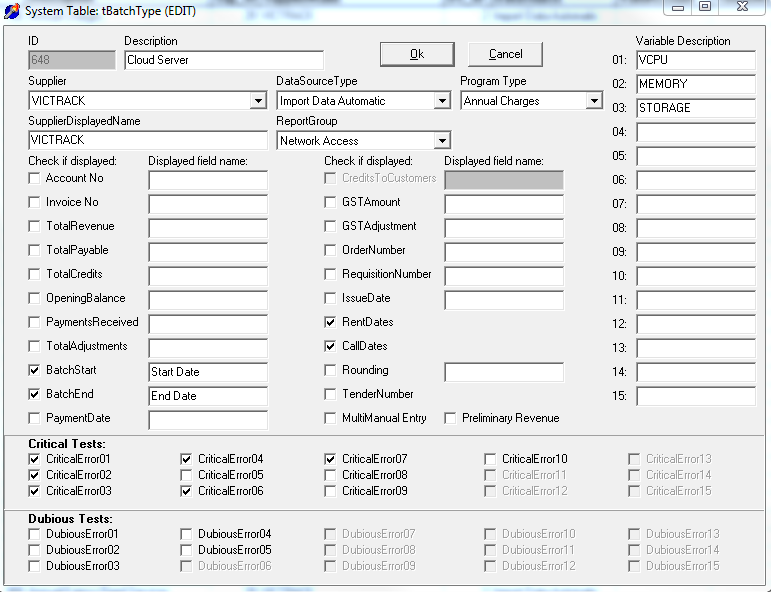 System Table: tBatchType (EDIT)
ID Description Ok Cancel Variable Description
648 Cloud Server 01: VCPU
02: MEMORY
Supplier DataSourceType Program Type
VICTRACK Import Data Automatic Annual Charges 03: STORAGE
SupplierDisplayedName ReportGroup 04:
VICTRACK Network Access 05:
Check if displayed: Displayed field name: Check if displayed: Displayed field name:
Account No CreditsToCustomers 06:
Invoice No GSTAmount 07:
TotalRevenue GSTAdjustment 08:
TotalPayable OrderNumber 09:
TotalCredits RequisitionNumber 10:
OpeningBalance IssueDate 11:
PaymentsReceived RentDates 12:
TotalAdjustments CallDates 13:
BatchStart Start Date Rounding 14:
BatchEnd End Date TenderNumber 15:
PaymentDate MultiManual Entry Preliminary Revenue
Critical Tests:
CriticalError01 CriticalError04 CriticalError07 CriticalError10 CriticalError13
CriticalError02 CriticalError05 CriticalError08 CriticalError11 CriticalError14
CriticalError03 CriticalError06 CriticalError09 CriticalError12 CriticalError15
Dubious Tests:
DubiousError01 DubiousError04 DubiousError07 DubiousError10 DubiousError13
DubiousError02 DubiousError05 DubiousError08 DubiousError11 DubiousError14
DubiousError03 DubiousError06 DubiousError09 DubiousError12 DubiousError15